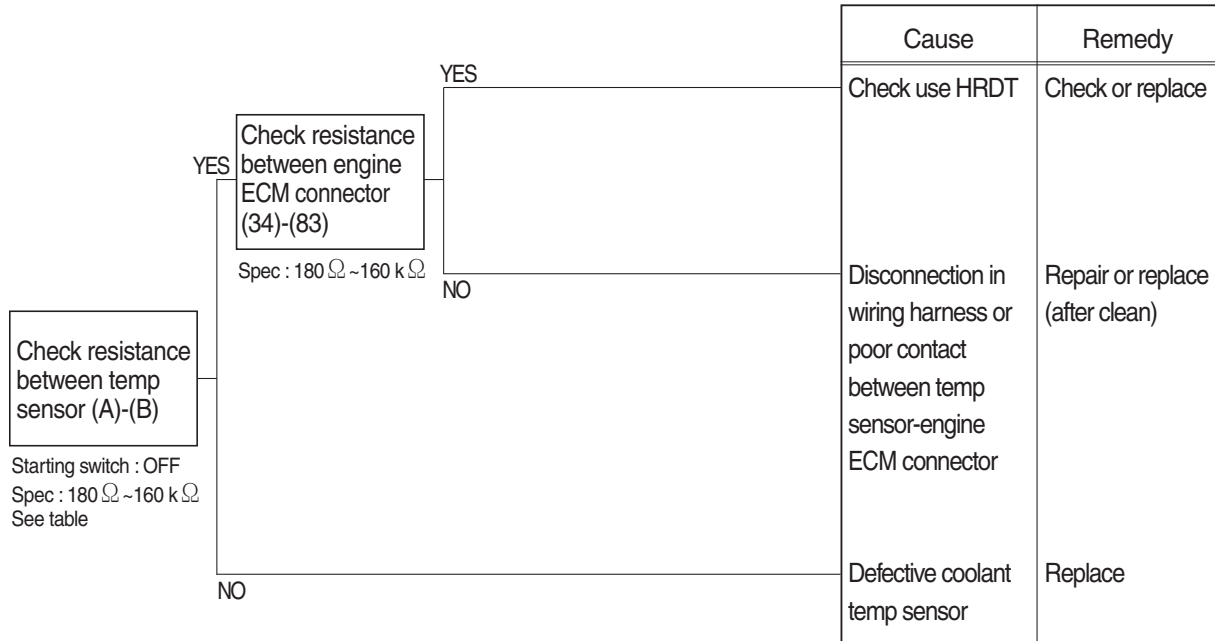 Cause Remedy
YES
Check use HRDT Check or replace
Check resistance
between engine
ECM connector
(34)-(83)
YES
Spec : 180 Ω ~160 k Ω
NO
Disconnection in
wiring harness or
poor contact
between temp
sensor-engine
ECM connector
Repair or replace
(after clean)
Check resistance
between temp
sensor (A)-(B)
Starting switch : OFF
Spec : 180 Ω ~160 k Ω
See table
NO
Defective coolant
temp sensor
Replace